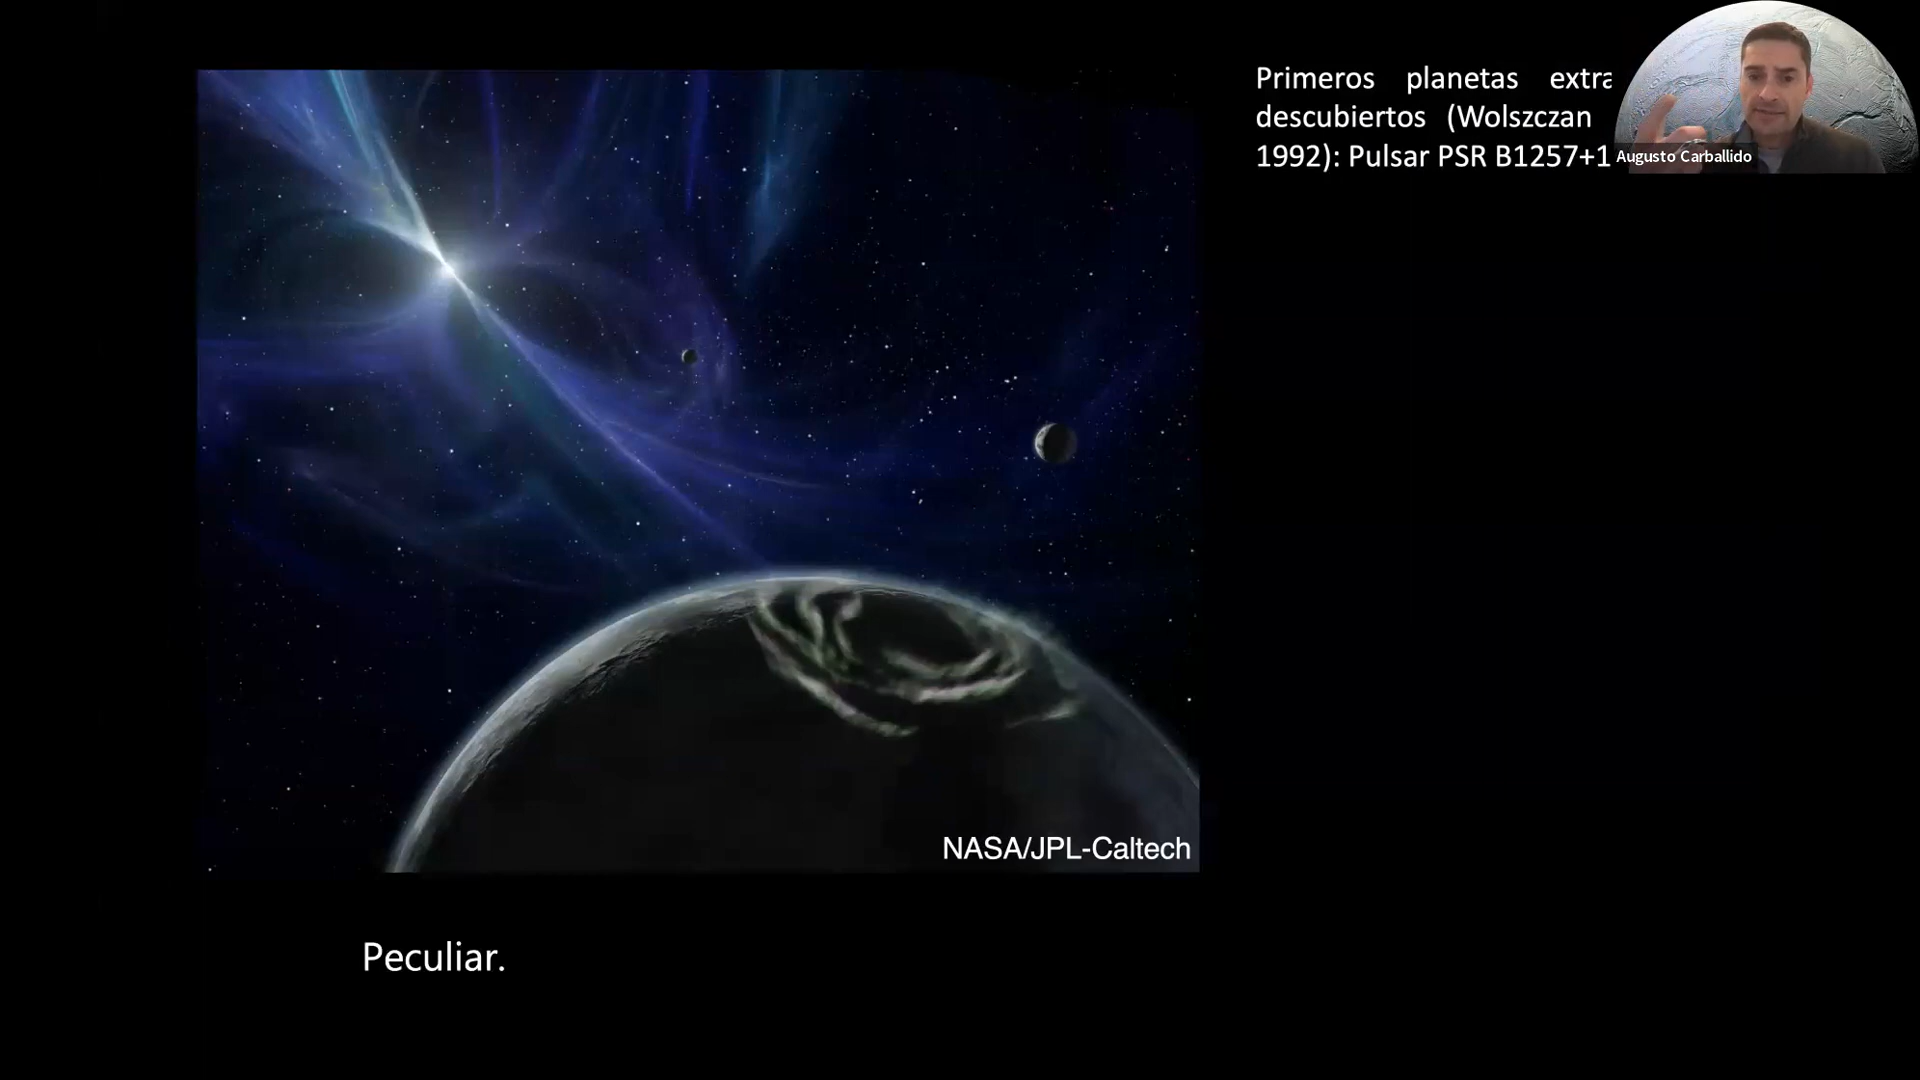 Primeros planetas extra
descubiertos (Wolszczan
1992): Pulsar PSR B1257+1
Augusto Carballido
NASA/JPL-Caltech
Peculiar.